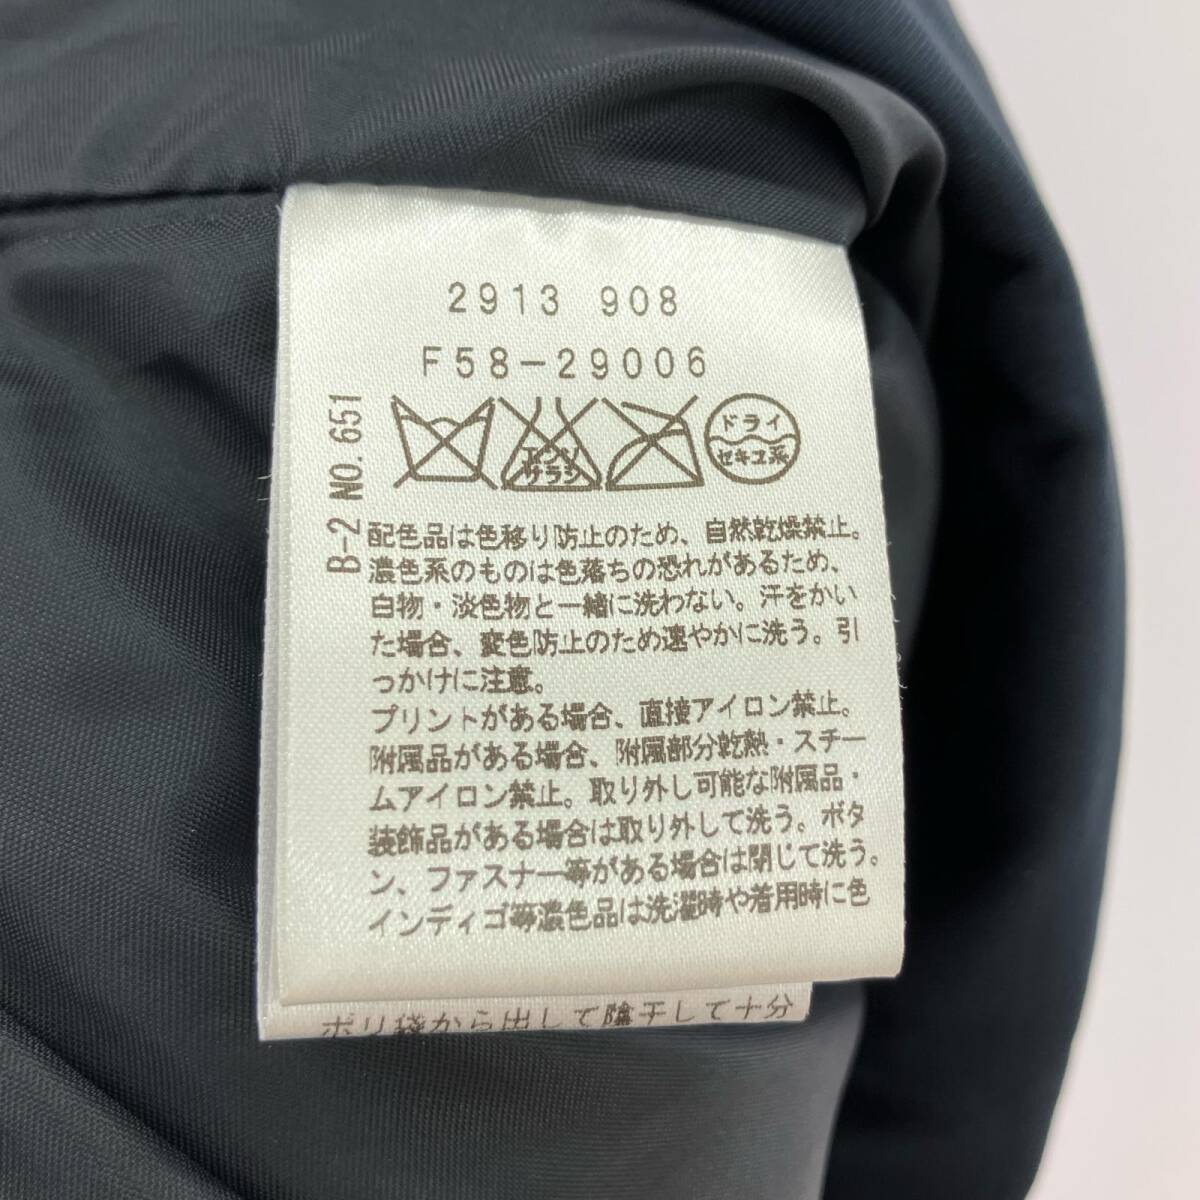 2913 908
F58-29006
B-2 NO.651
エンソ
サラシ
ドライ
セキユ系
配色品は色移り防止のため、自然乾燥禁止。
濃色系のものは色落ちの恐れがあるため、
白物・淡色物と一緒に洗わない。汗をかい
た場合、変色防止のため速やかに洗う。引
っかけに注意。
プリントがある場合、直接アイロン禁止。
附属品がある場合、附属部分乾熱・スチー
ムアイロン禁止。取り外し可能な附属品・
装飾品がある場合は取り外して洗う。ボタ
ン、ファスナー等がある場合は閉じて洗う。
インディゴ等濃色品は洗濯時や着用時に色
ポリ袋から出して陰干して十分